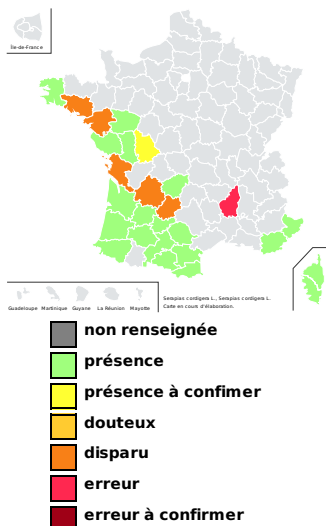 Île-de-France
Serapias cordigera L., Serapias cordigera L.
Carte en cours d'élaboration.
Guadeloupe Martinique Guyane La Réunion Mayotte
non renseignée
présence
présence à confimer
douteux
disparu
erreur
erreur à confirmer